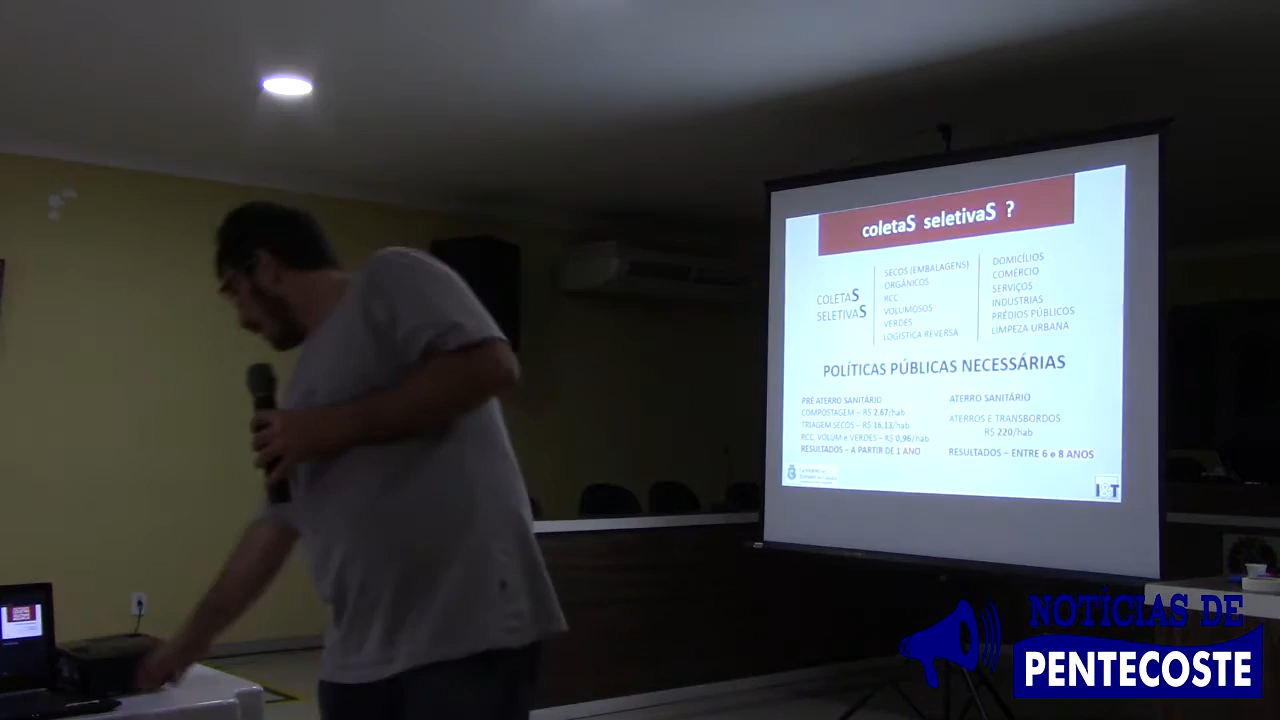 coletaS seletivaS ?
COLETAS
SELETIVAS
SECOS (EMBALAGENS)
ORGÂNICOS
RCC
VOLUMOSOS
VERDES
LOGÍSTICA REVERSA
DOMICÍLIOS
COMÉRCIO
SERVIÇOS
INDÚSTRIAS
PRÉDIOS PÚBLICOS
LIMPEZA URBANA
POLÍTICAS PÚBLICAS NECESSÁRIAS
PRÉ ATERRO SANITÁRIO
COMPOSTAGEM – R$ 2,67/hab
TRIAGEM SECOS – R$ 16,13/hab
RCC, VOLUM e VERDES – R$ 0,96/hab
RESULTADOS – A PARTIR DE 1 ANO
ATERRO SANITÁRIO
ATERROS E TRANSBORDOS
R$ 220/hab
RESULTADOS – ENTRE 6 e 8 ANOS
I&T
NOTÍCIAS DE
PENTECOSTE